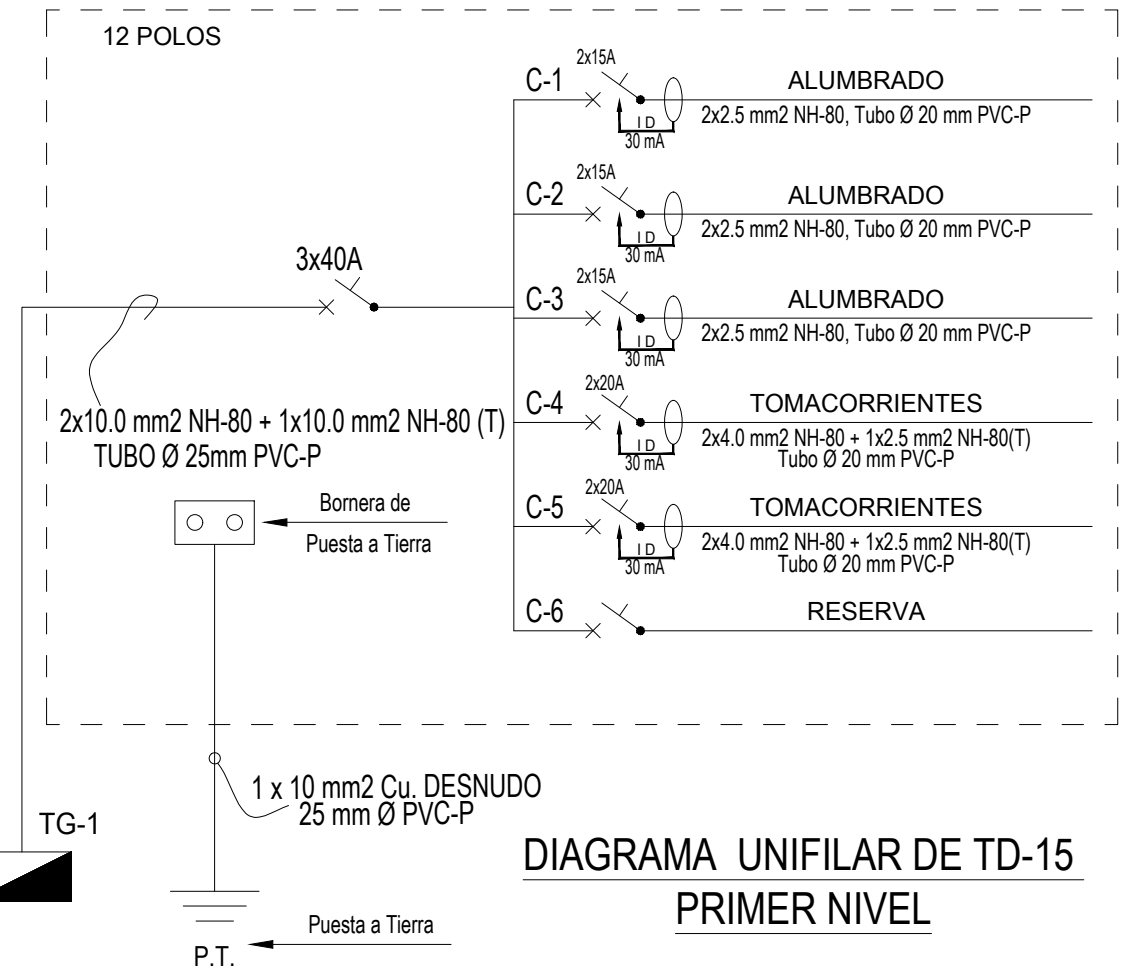 12 POLOS
2x15A
C-1
ALUMBRADO
2x2.5 mm2 NH-80, Tubo Ø 20 mm PVC-P
I D
30 mA
2x15A
C-2
ALUMBRADO
2x2.5 mm2 NH-80, Tubo Ø 20 mm PVC-P
I D
30 mA
3x40A
2x15A
C-3
ALUMBRADO
2x2.5 mm2 NH-80, Tubo Ø 20 mm PVC-P
I D
30 mA
2x10.0 mm2 NH-80 + 1x10.0 mm2 NH-80 (T)
TUBO Ø 25mm PVC-P
2x20A
C-4
TOMACORRIENTES
2x4.0 mm2 NH-80 + 1x2.5 mm2 NH-80(T)
Tubo Ø 20 mm PVC-P
I D
30 mA
Bornera de
Puesta a Tierra
2x20A
C-5
TOMACORRIENTES
2x4.0 mm2 NH-80 + 1x2.5 mm2 NH-80(T)
Tubo Ø 20 mm PVC-P
I D
30 mA
C-6
RESERVA
1 x 10 mm2 Cu. DESNUDO
25 mm Ø PVC-P
TG-1
DIAGRAMA UNIFILAR DE TD-15
PRIMER NIVEL
Puesta a Tierra
P.T.